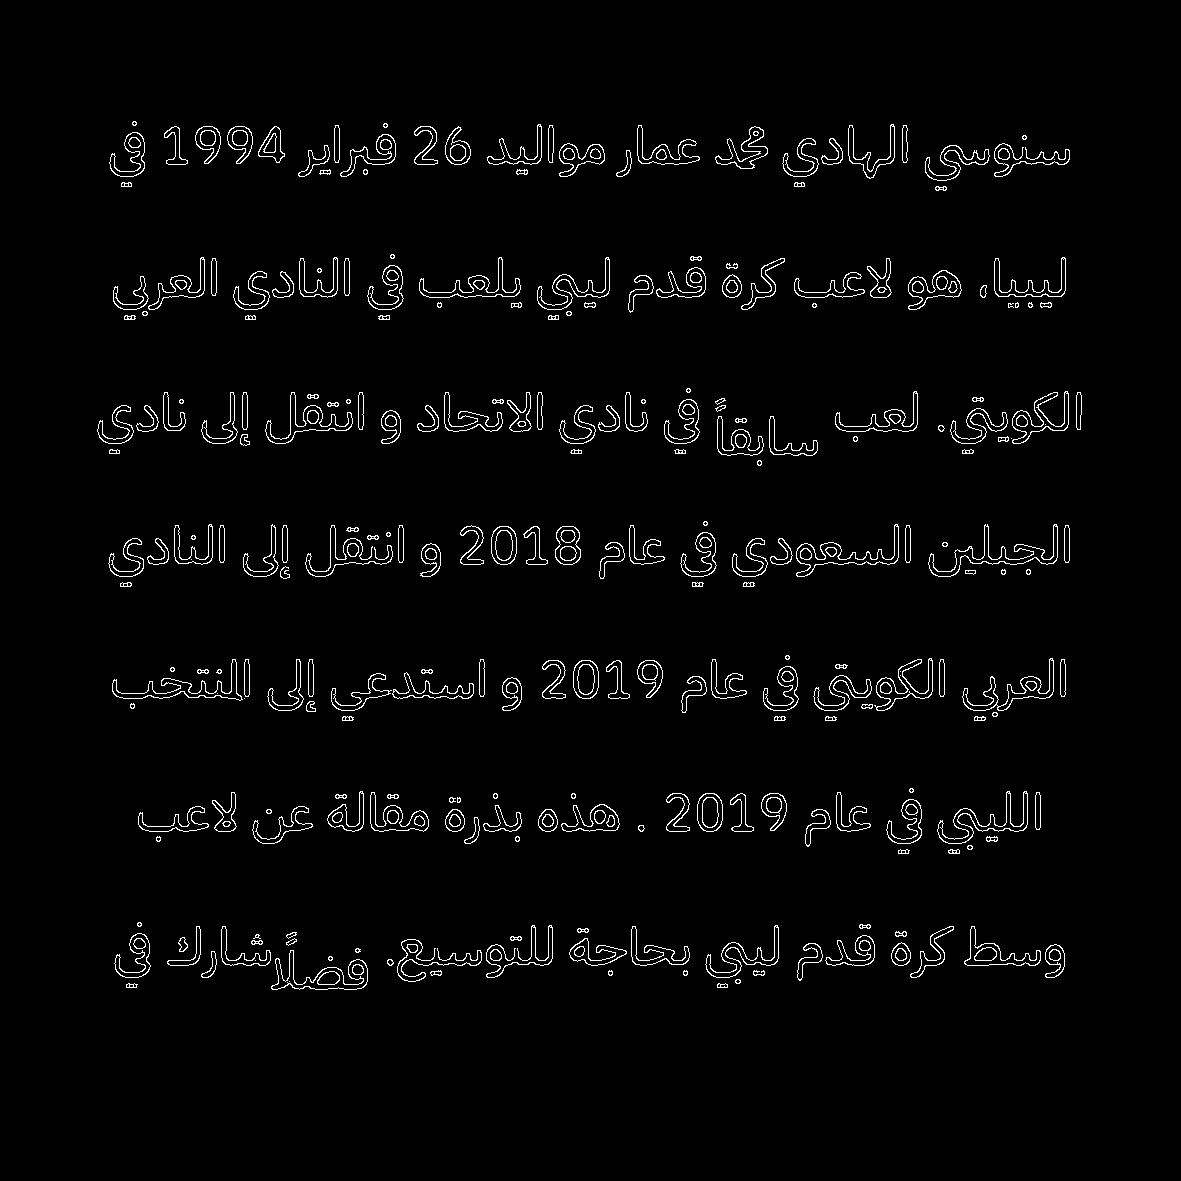 سنوسي الهادي محمد عمار مواليد 26 فبراير 1994 في
ليبيا، هو لاعب كرة قدم ليبي يلعب في النادي العربي
الكويتي. لعب سابقاً في نادي الاتحاد و انتقل إلى نادي
الجبلين السعودي في عام 2018 و انتقل إلى النادي
العربي الكويتي في عام 2019 و استدعي إلى المنتخب
الليبي في عام 2019 . هذه بذرة مقالة عن لاعب
وسط كرة قدم ليبي بحاجة للتوسيع. فضلاً شارك في